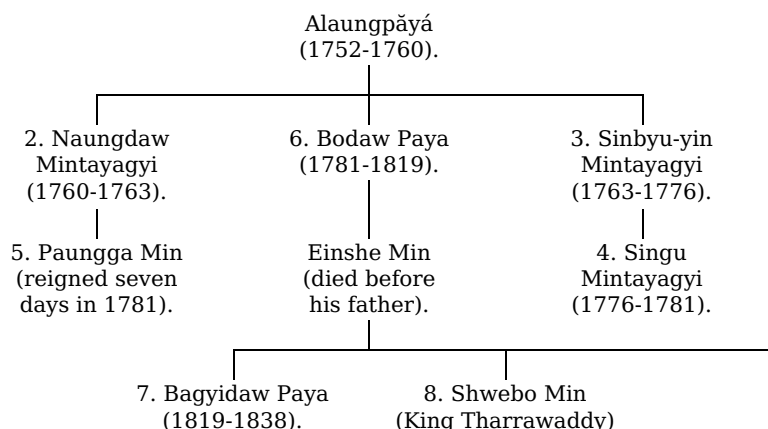 Alaungpăyá
(1752-1760).
2. Naungdaw
Mintayagyi
(1760-1763).
6. Bodaw Paya
(1781-1819).
3. Sinbyu-yin
Mintayagyi
(1763-1776).
5. Paungga Min
(reigned seven
days in 1781).
Einshe Min
(died before
his father).
4. Singu
Mintayagyi
(1776-1781).
7. Bagyidaw Paya
(1819-1838).
8. Shwebo Min
(King Tharrawaddy)